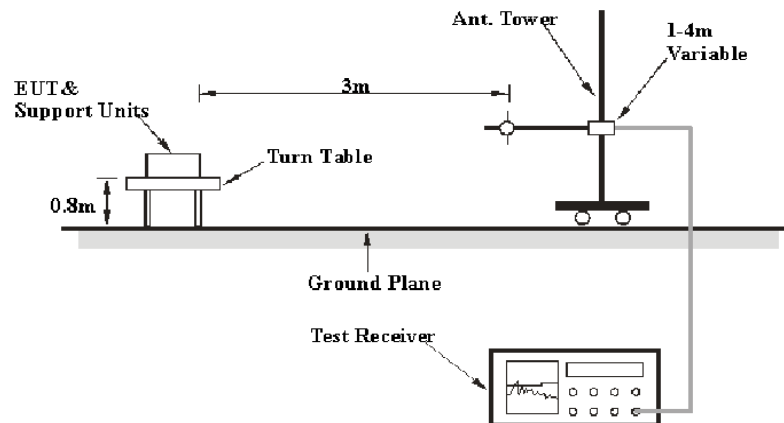 Ant. Tower
1-4m
Variable
EUT&
Support Units
3m
Turn Table
0.8m
Ground Plane
Test Receiver